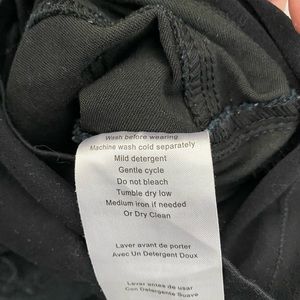 Wash before wearing
Machine wash cold separately
Mild detergent
Gentle cycle
Do not bleach
Tumble dry low
Medium iron if needed
Or Dry Clean
Laver avant de porter
Avec Un Detergent Doux
Lavar antes de usar
Con Detergente Suave